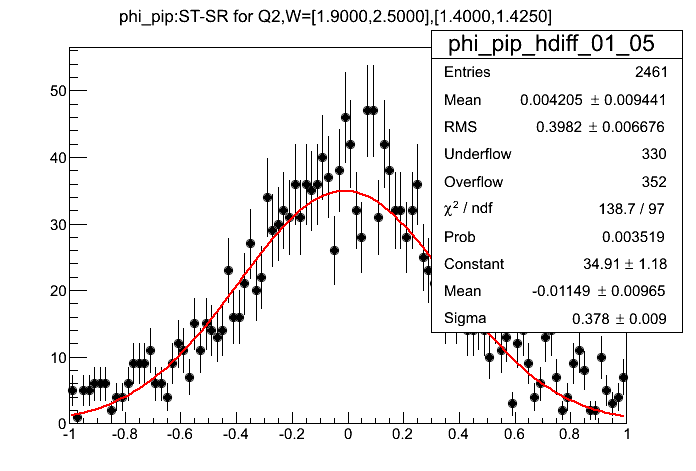 phi_pip:ST-SR for Q2,W=[1.9000,2.5000],[1.4000,1.4250]
phi_pip_hdiff_01_05
Entries 2461
Mean 0.004205 ± 0.009441
RMS 0.3982 ± 0.006676
Underflow 330
Overflow 352
χ² / ndf 138.7 / 97
Prob 0.003519
Constant 34.91 ± 1.18
Mean -0.01149 ± 0.00965
Sigma 0.378 ± 0.009
50
40
30
20
10
0
-1 -0.8 -0.6 -0.4 -0.2 0 0.2 0.4 0.6 0.8 1